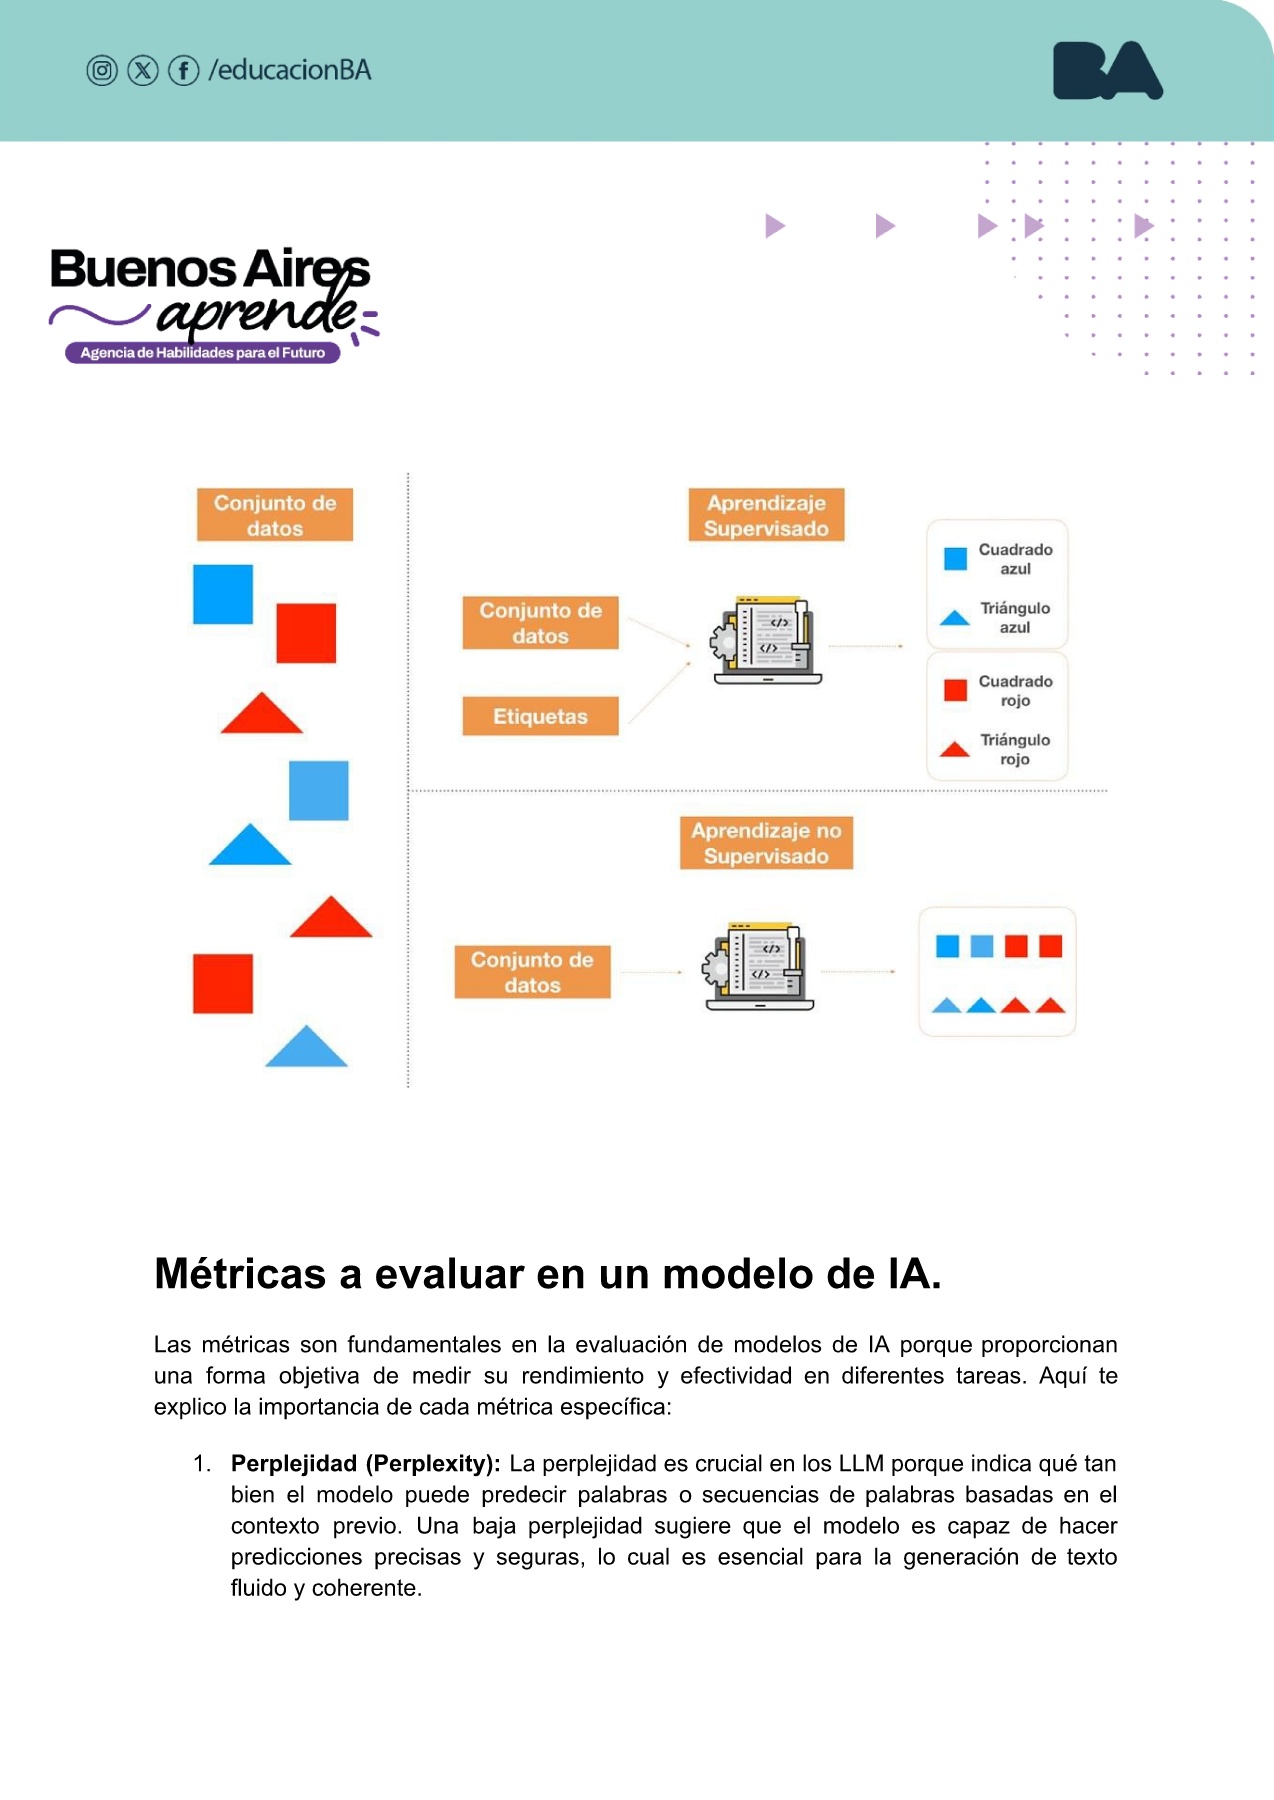 /educacionBA
BA
Buenos Aires
aprende
Agencia de Habilidades para el Futuro
Conjunto de
datos
Aprendizaje
Supervisado
Conjunto de
datos
Etiquetas
</>
</>
Cuadrado
azul
Triángulo
azul
Cuadrado
rojo
Triángulo
rojo
Aprendizaje no
Supervisado
Conjunto de
datos
</>
</>
Métricas a evaluar en un modelo de IA.
Las métricas son fundamentales en la evaluación de modelos de IA porque proporcionan
una forma objetiva de medir su rendimiento y efectividad en diferentes tareas. Aquí te
explico la importancia de cada métrica específica:
1. Perplejidad (Perplexity): La perplejidad es crucial en los LLM porque indica qué tan
bien el modelo puede predecir palabras o secuencias de palabras basadas en el
contexto previo. Una baja perplejidad sugiere que el modelo es capaz de hacer
predicciones precisas y seguras, lo cual es esencial para la generación de texto
fluido y coherente.